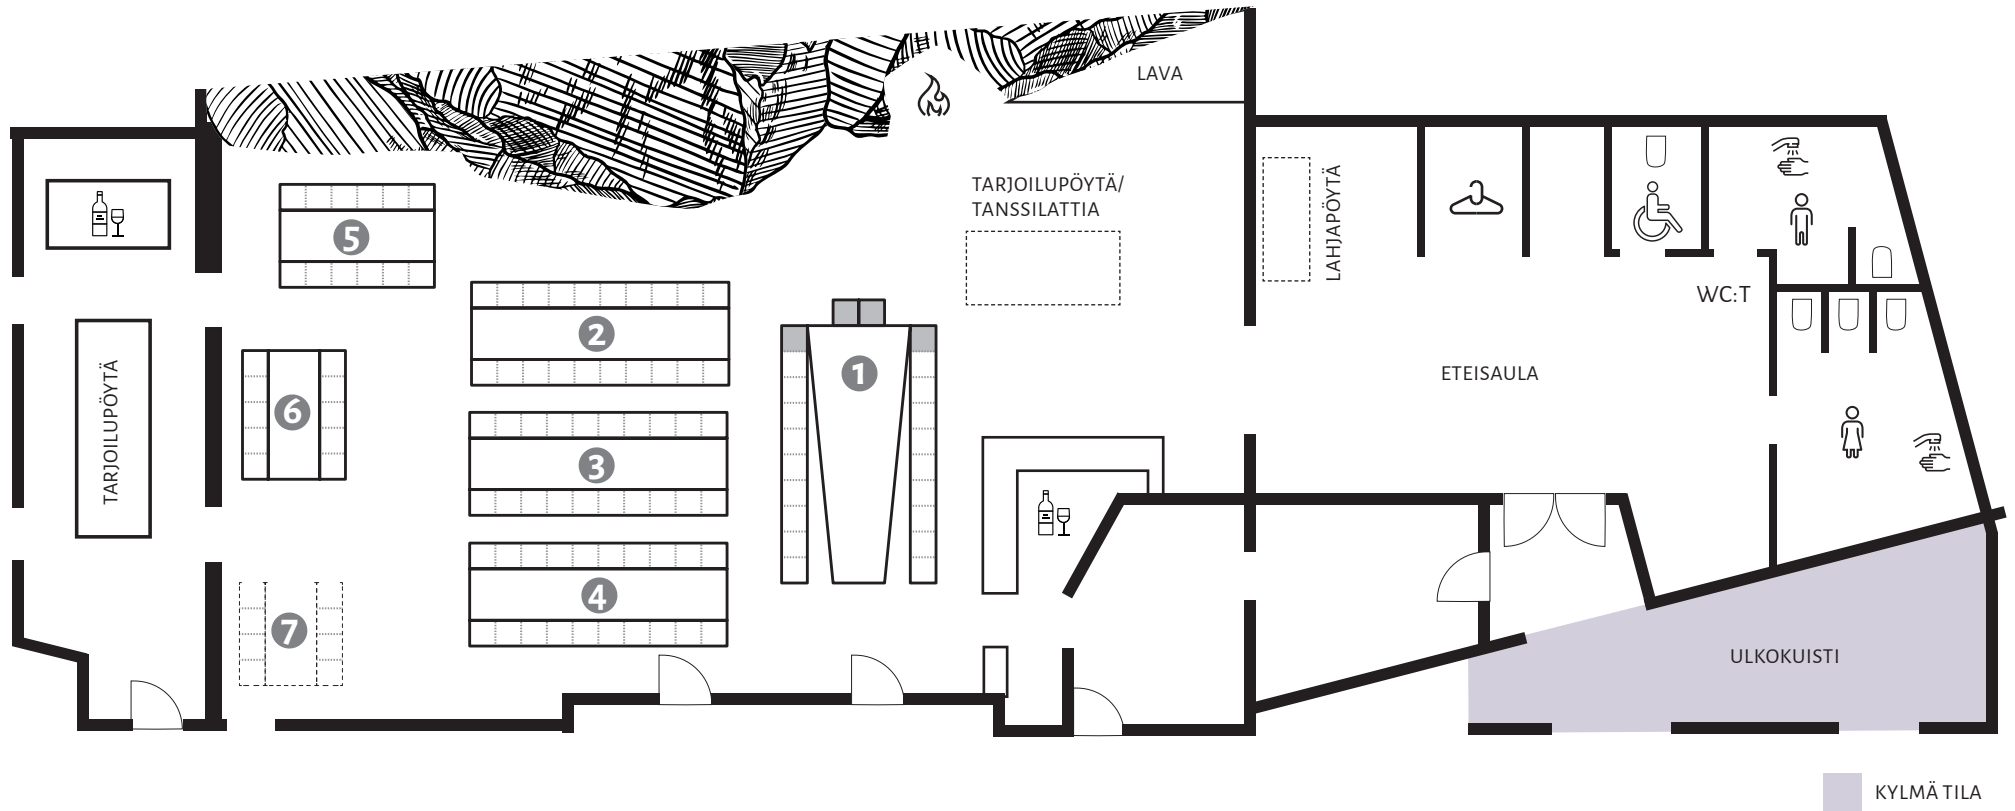 LAVA
TARJOILUPÖYTÄ/
TANSSILATTIA
LAHJAPÖYTÄ
5
2
1
WC:T
6
TARJOILUPÖYTÄ
ETEISAULA
3
4
7
ULKOKUISTI
KYLMÄ TILA